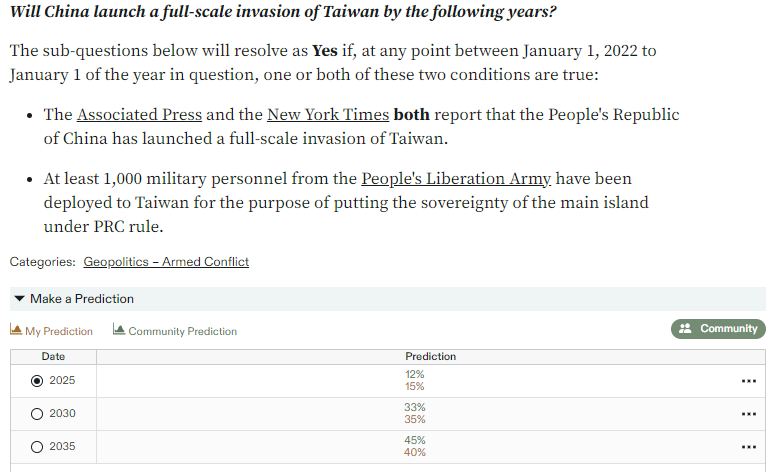 Will China launch a full-scale invasion of Taiwan by the following years?
The sub-questions below will resolve as Yes if, at any point between January 1, 2022 to
January 1 of the year in question, one or both of these two conditions are true:
• The Associated Press and the New York Times both report that the People's Republic
of China has launched a full-scale invasion of Taiwan.
• At least 1,000 military personnel from the People's Liberation Army have been
deployed to Taiwan for the purpose of putting the sovereignty of the main island
under PRC rule.
Categories: Geopolitics – Armed Conflict
Make a Prediction
My Prediction Community Prediction Community
Date Prediction
2025 12%
15%
2030 33%
35%
2035 45%
40%